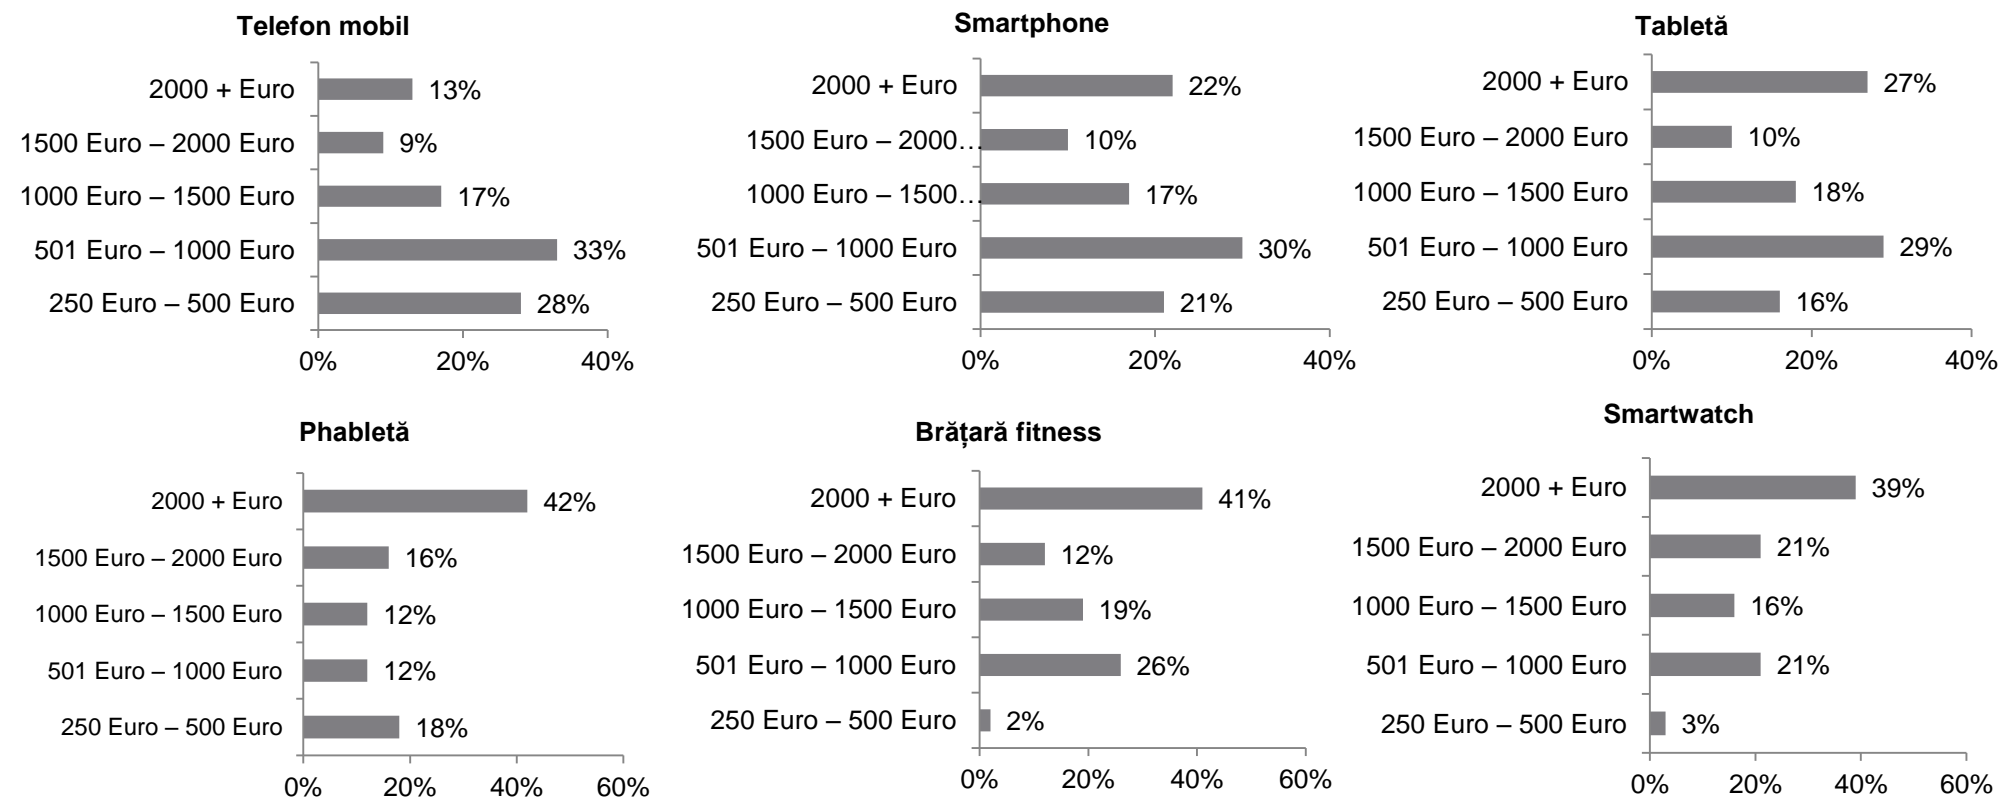 Telefon mobil
2000 + Euro 13%
1500 Euro – 2000 Euro 9%
1000 Euro – 1500 Euro 17%
501 Euro – 1000 Euro 33%
250 Euro – 500 Euro 28%
0% 20% 40%
Smartphone
2000 + Euro 22%
1500 Euro – 2000… 10%
1000 Euro – 1500… 17%
501 Euro – 1000 Euro 30%
250 Euro – 500 Euro 21%
0% 20% 40%
Tabletă
2000 + Euro 27%
1500 Euro – 2000 Euro 10%
1000 Euro – 1500 Euro 18%
501 Euro – 1000 Euro 29%
250 Euro – 500 Euro 16%
0% 20% 40%
Phabletă
2000 + Euro 42%
1500 Euro – 2000 Euro 16%
1000 Euro – 1500 Euro 12%
501 Euro – 1000 Euro 12%
250 Euro – 500 Euro 18%
0% 20% 40% 60%
Brățară fitness
2000 + Euro 41%
1500 Euro – 2000 Euro 12%
1000 Euro – 1500 Euro 19%
501 Euro – 1000 Euro 26%
250 Euro – 500 Euro 2%
0% 20% 40% 60%
Smartwatch
2000 + Euro 39%
1500 Euro – 2000 Euro 21%
1000 Euro – 1500 Euro 16%
501 Euro – 1000 Euro 21%
250 Euro – 500 Euro 3%
0% 20% 40% 60%